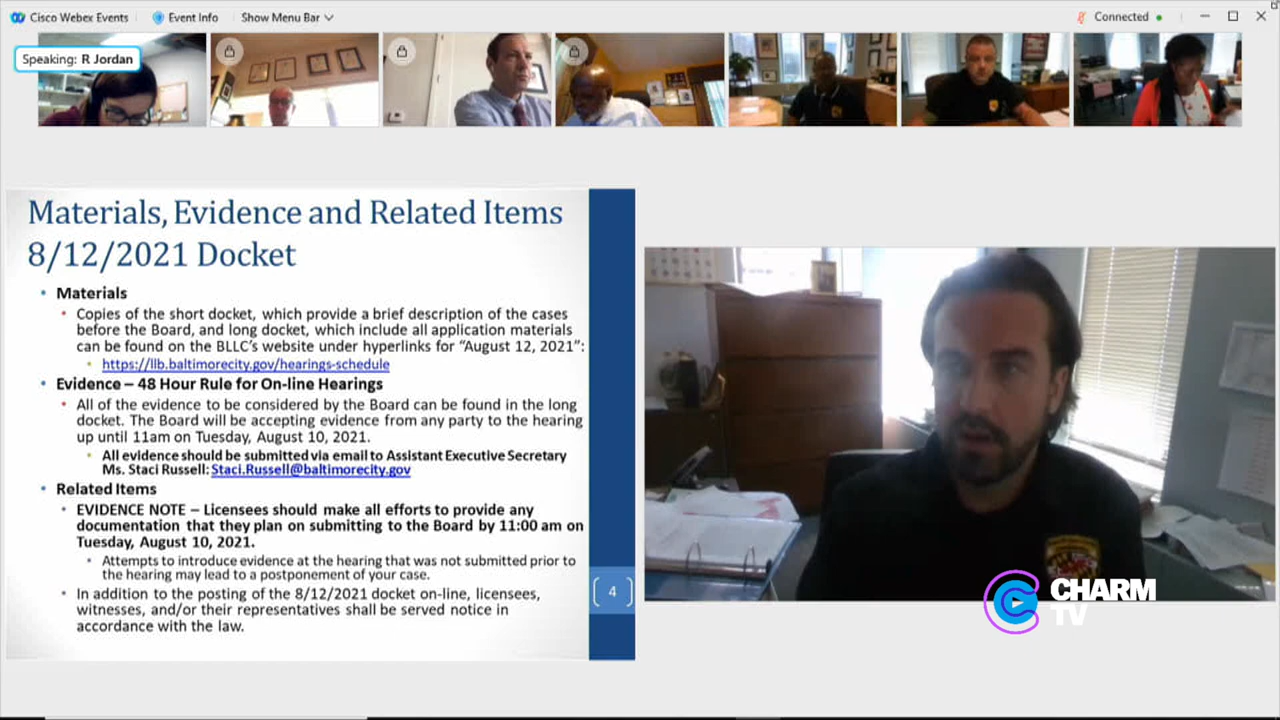 Cisco Webex Events
Event Info
Show Menu Bar
Connected
Speaking: R Jordan
Materials, Evidence and Related Items
8/12/2021 Docket
• Materials
• Copies of the short docket, which provide a brief description of the cases
before the Board, and long docket, which include all application materials
can be found on the BLLC's website under hyperlinks for "August 12, 2021":
• https://llb.baltimorecity.gov/hearings-schedule
• Evidence – 48 Hour Rule for On-line Hearings
• All of the evidence to be considered by the Board can be found in the long
docket. The Board will be accepting evidence from any party to the hearing
up until 11am on Tuesday, August 10, 2021.
• All evidence should be submitted via email to Assistant Executive Secretary
Ms. Staci Russell: Staci.Russell@baltimorecity.gov
• Related Items
• EVIDENCE NOTE – Licensees should make all efforts to provide any
documentation that they plan on submitting to the Board by 11:00 am on
Tuesday, August 10, 2021.
• Attempts to introduce evidence at the hearing that was not submitted prior to
the hearing may lead to a postponement of your case.
• In addition to the posting of the 8/12/2021 docket on-line, licensees,
witnesses, and/or their representatives shall be served notice in
accordance with the law.
4
CHARM
TV